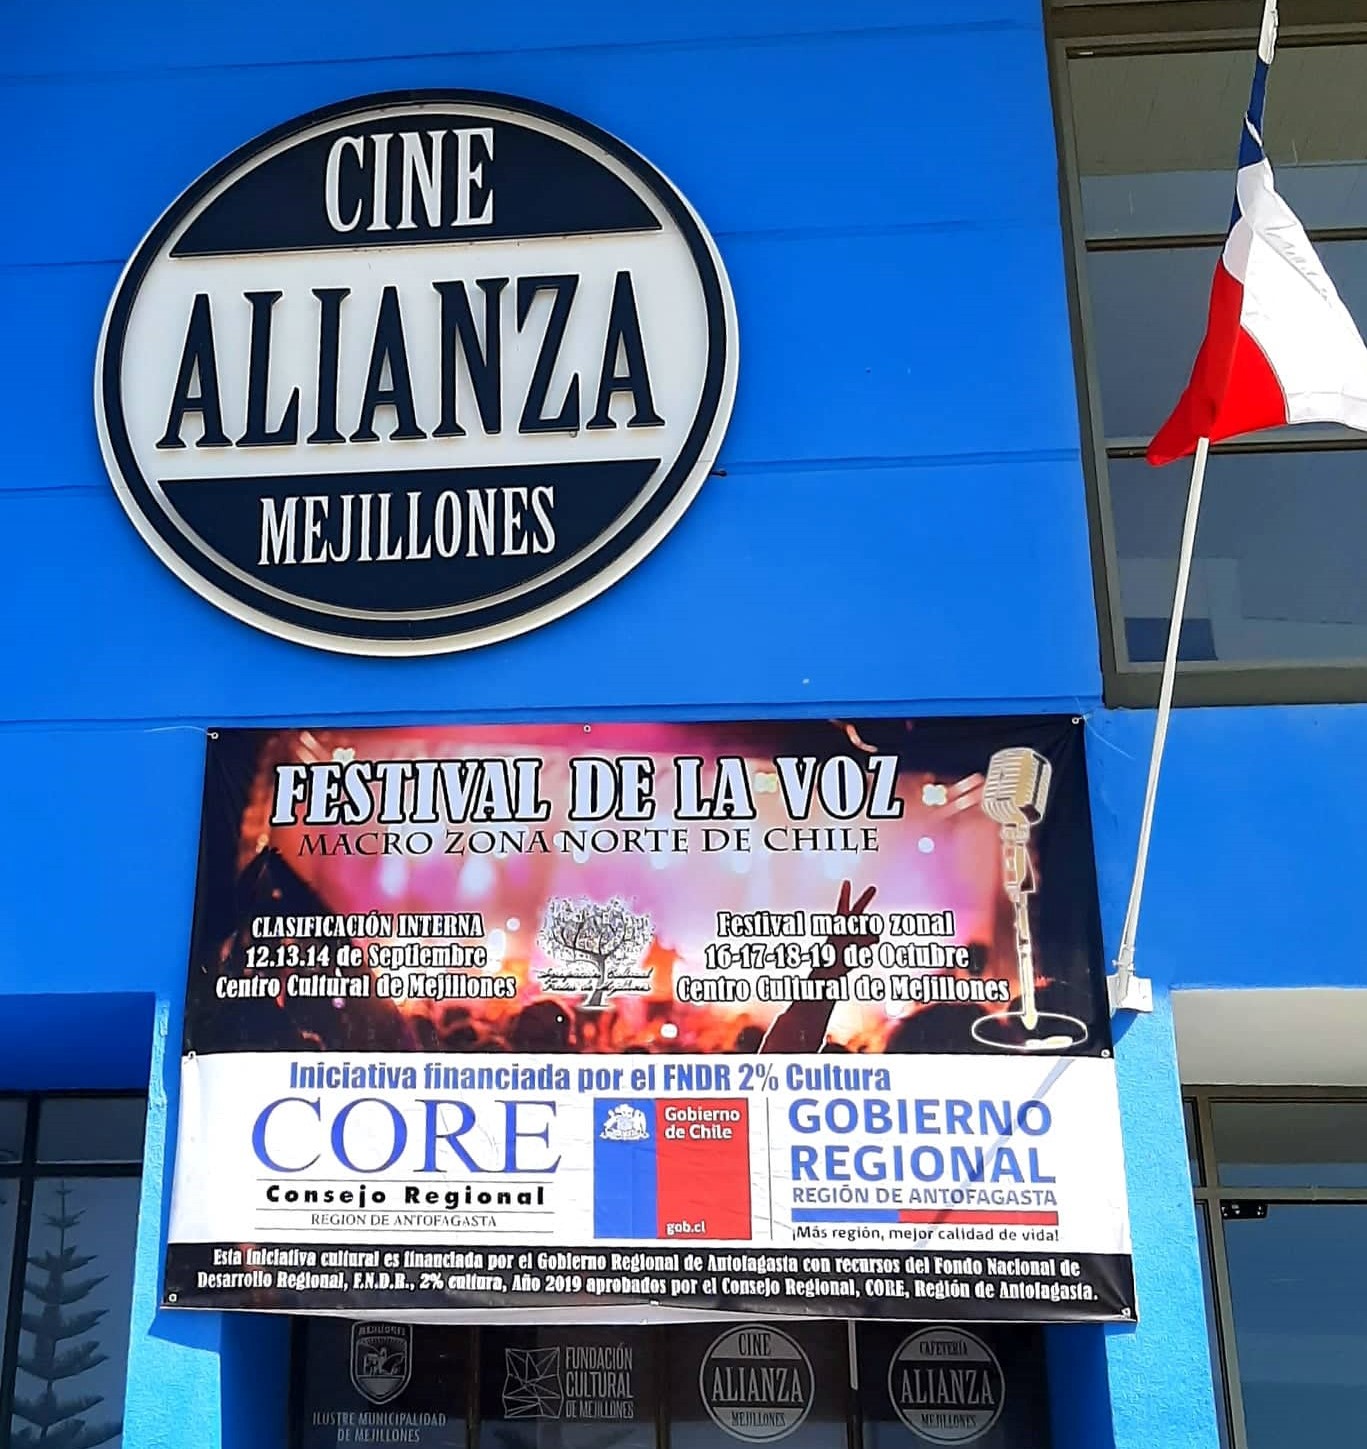 CINE
ALIANZA
MEJILLONES
FESTIVAL DE LA VOZ
MACRO ZONA NORTE DE CHILE
CLASIFICACIÓN INTERNA
12.13.14 de Septiembre
Centro Cultural de Mejillones
Festival macro zonal
16-17-18-19 de Octubre
Centro Cultural de Mejillones
Iniciativa financiada por el FNDR 2% Cultura
CORE
Consejo Regional
REGION DE ANTOFAGASTA
Gobierno
de Chile
gob.cl
GOBIERNO
REGIONAL
REGIÓN DE ANTOFAGASTA
¡Más región, mejor calidad de vida!
Esta iniciativa cultural es financiada por el Gobierno Regional de Antofagasta con recursos del Fondo Nacional de
Desarrollo Regional, F.N.D.R., 2% cultura, Año 2019 aprobados por el Consejo Regional, CORE, Región de Antofagasta.
MEJILLONES
ILUSTRE MUNICIPALIDAD
DE MEJILLONES
FUNDACIÓN
CULTURAL
DE MEJILLONES
CINE
ALIANZA
MEJILLONES
CAFETERÍA
ALIANZA
MEJILLONES